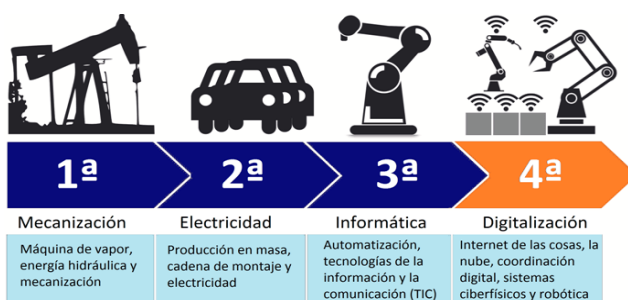 1ª
2ª
3ª
4ª
Mecanización
Electricidad
Informática
Digitalización
Máquina de vapor,
energía hidráulica y
mecanización
Producción en masa,
cadena de montaje y
electricidad
Automatización,
tecnologías de la
información y la
comunicación (TIC)
Internet de las cosas, la
nube, coordinación
digital, sistemas
ciberfísicos y robótica